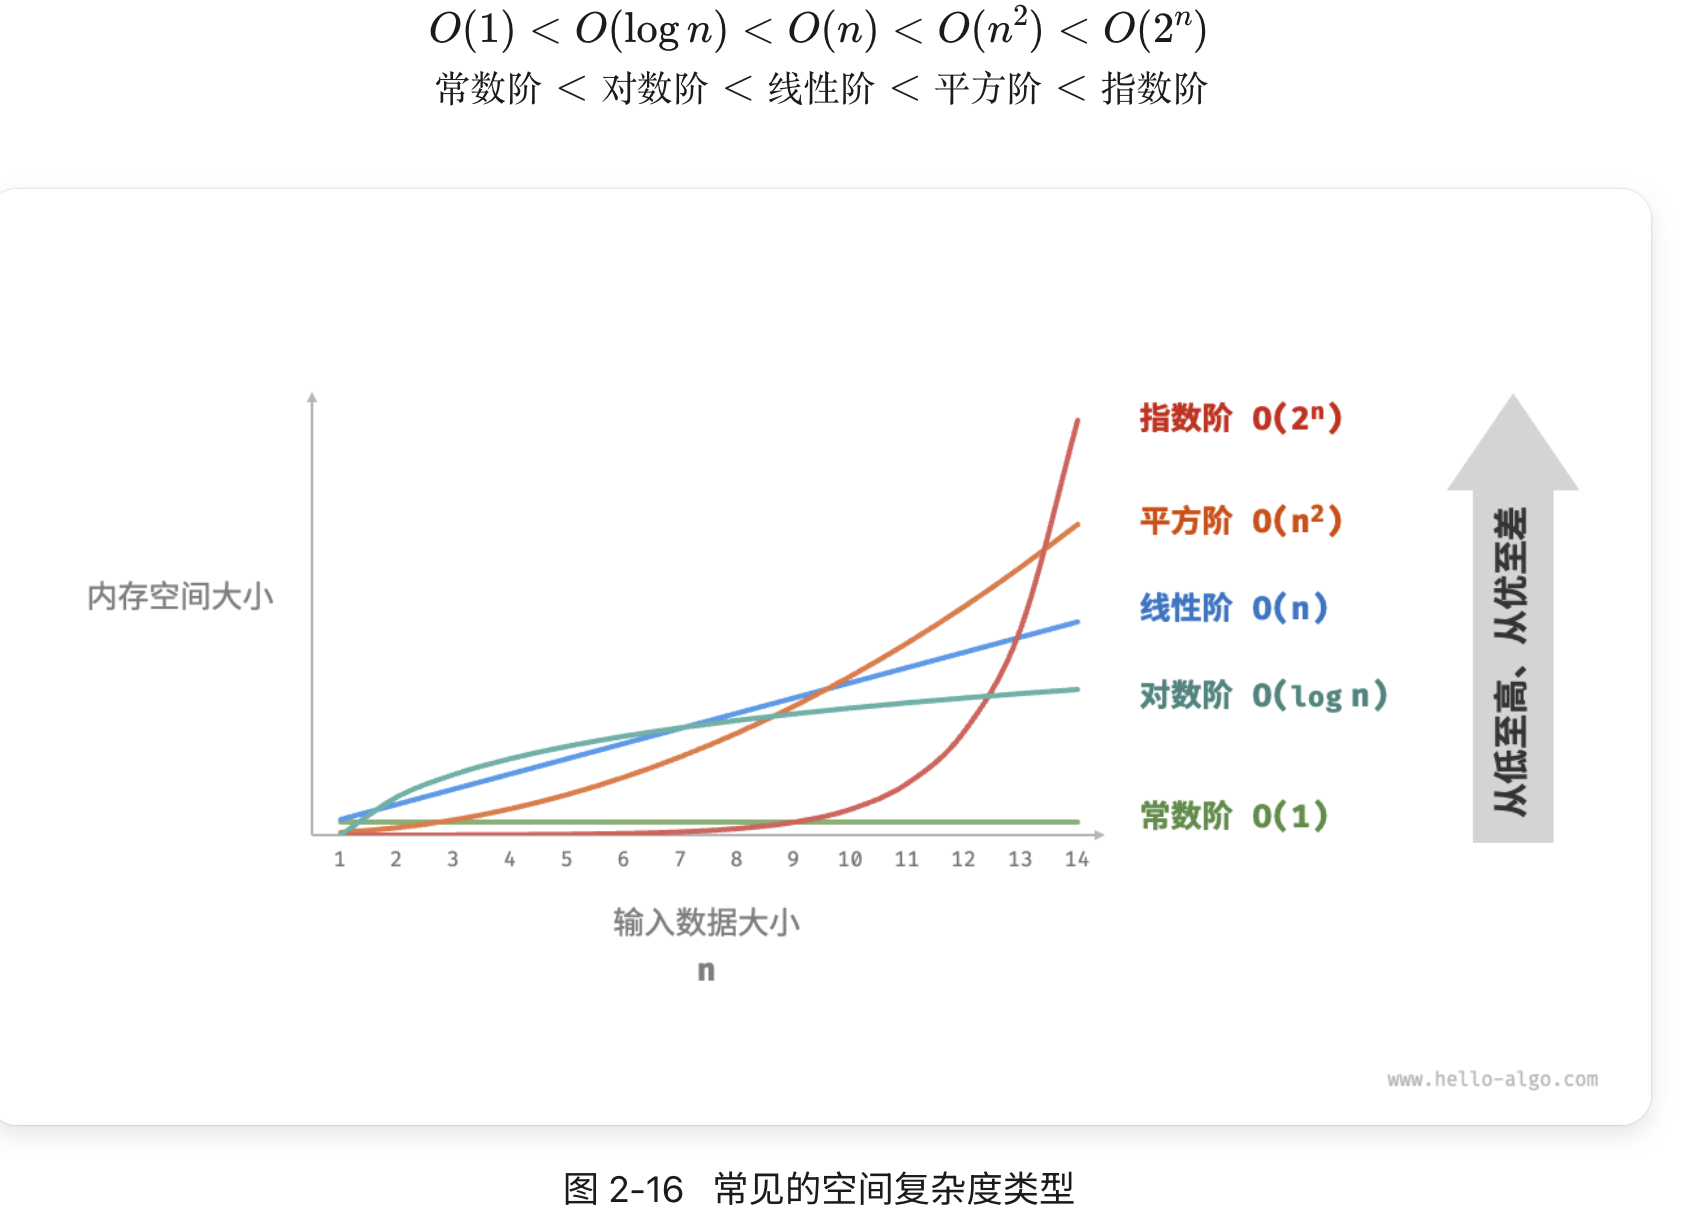 O(1) < O(log n) < O(n) < O(n²) < O(2ⁿ)
常数阶 < 对数阶 < 线性阶 < 平方阶 < 指数阶
指数阶 O(2ⁿ)
平方阶 O(n²)
内存空间大小
线性阶 O(n)
对数阶 O(log n)
常数阶 O(1)
从低至高、从优至差
1 2 3 4 5 6 7 8 9 10 11 12 13 14
输入数据大小
n
www.hello-algo.com
图 2-16 常见的空间复杂度类型